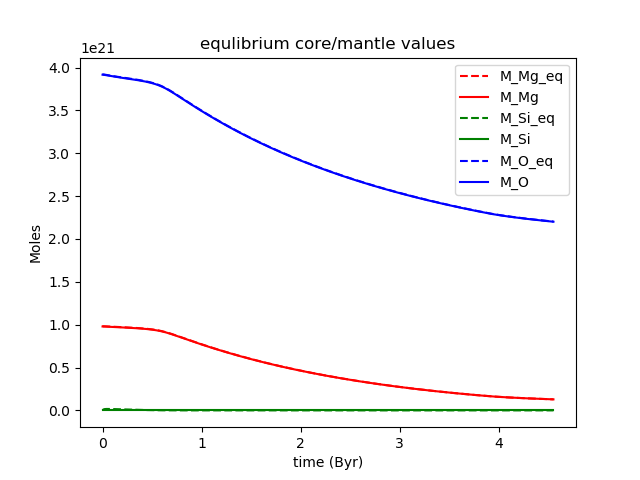 equlibrium core/mantle values
1e21
4.0
3.5
3.0
2.5
2.0
1.5
1.0
0.5
0.0
Moles
0 1 2 3 4
time (Byr)
M_Mg_eq
M_Mg
M_Si_eq
M_Si
M_O_eq
M_O